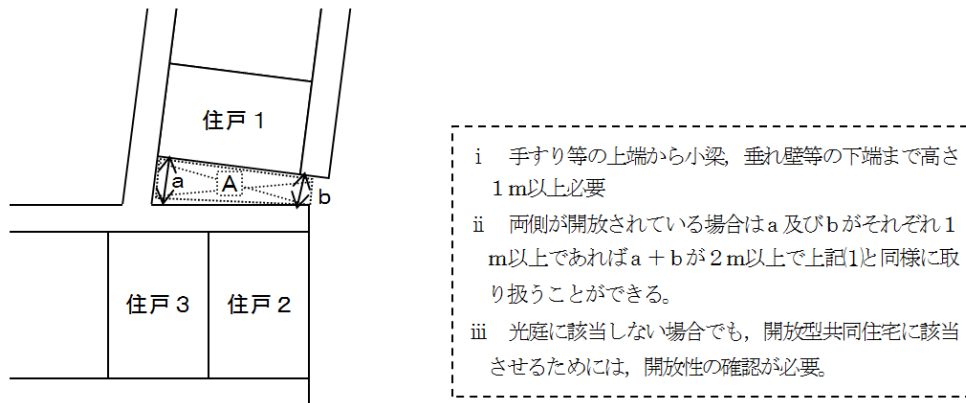 住戸1
a
A
b
住戸3
住戸2
ⅰ 手すり等の上端から小梁，垂れ壁等の下端まで高さ
1m以上必要
ⅱ 両側が開放されている場合はa及びbがそれぞれ1
m以上であればa＋bが2m以上で上記(1)と同様に取
り扱うことができる。
ⅲ 光庭に該当しない場合でも，開放型共同住宅に該当
させるためには，開放性の確認が必要。